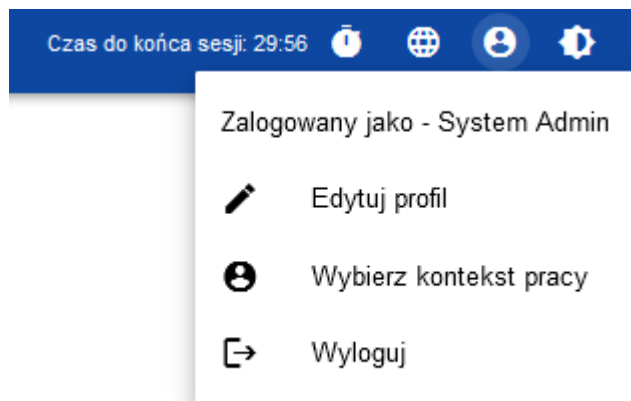 Czas do końca sesji: 29:56
Zalogowany jako - System Admin
Edytuj profil
Wybierz kontekst pracy
Wyloguj